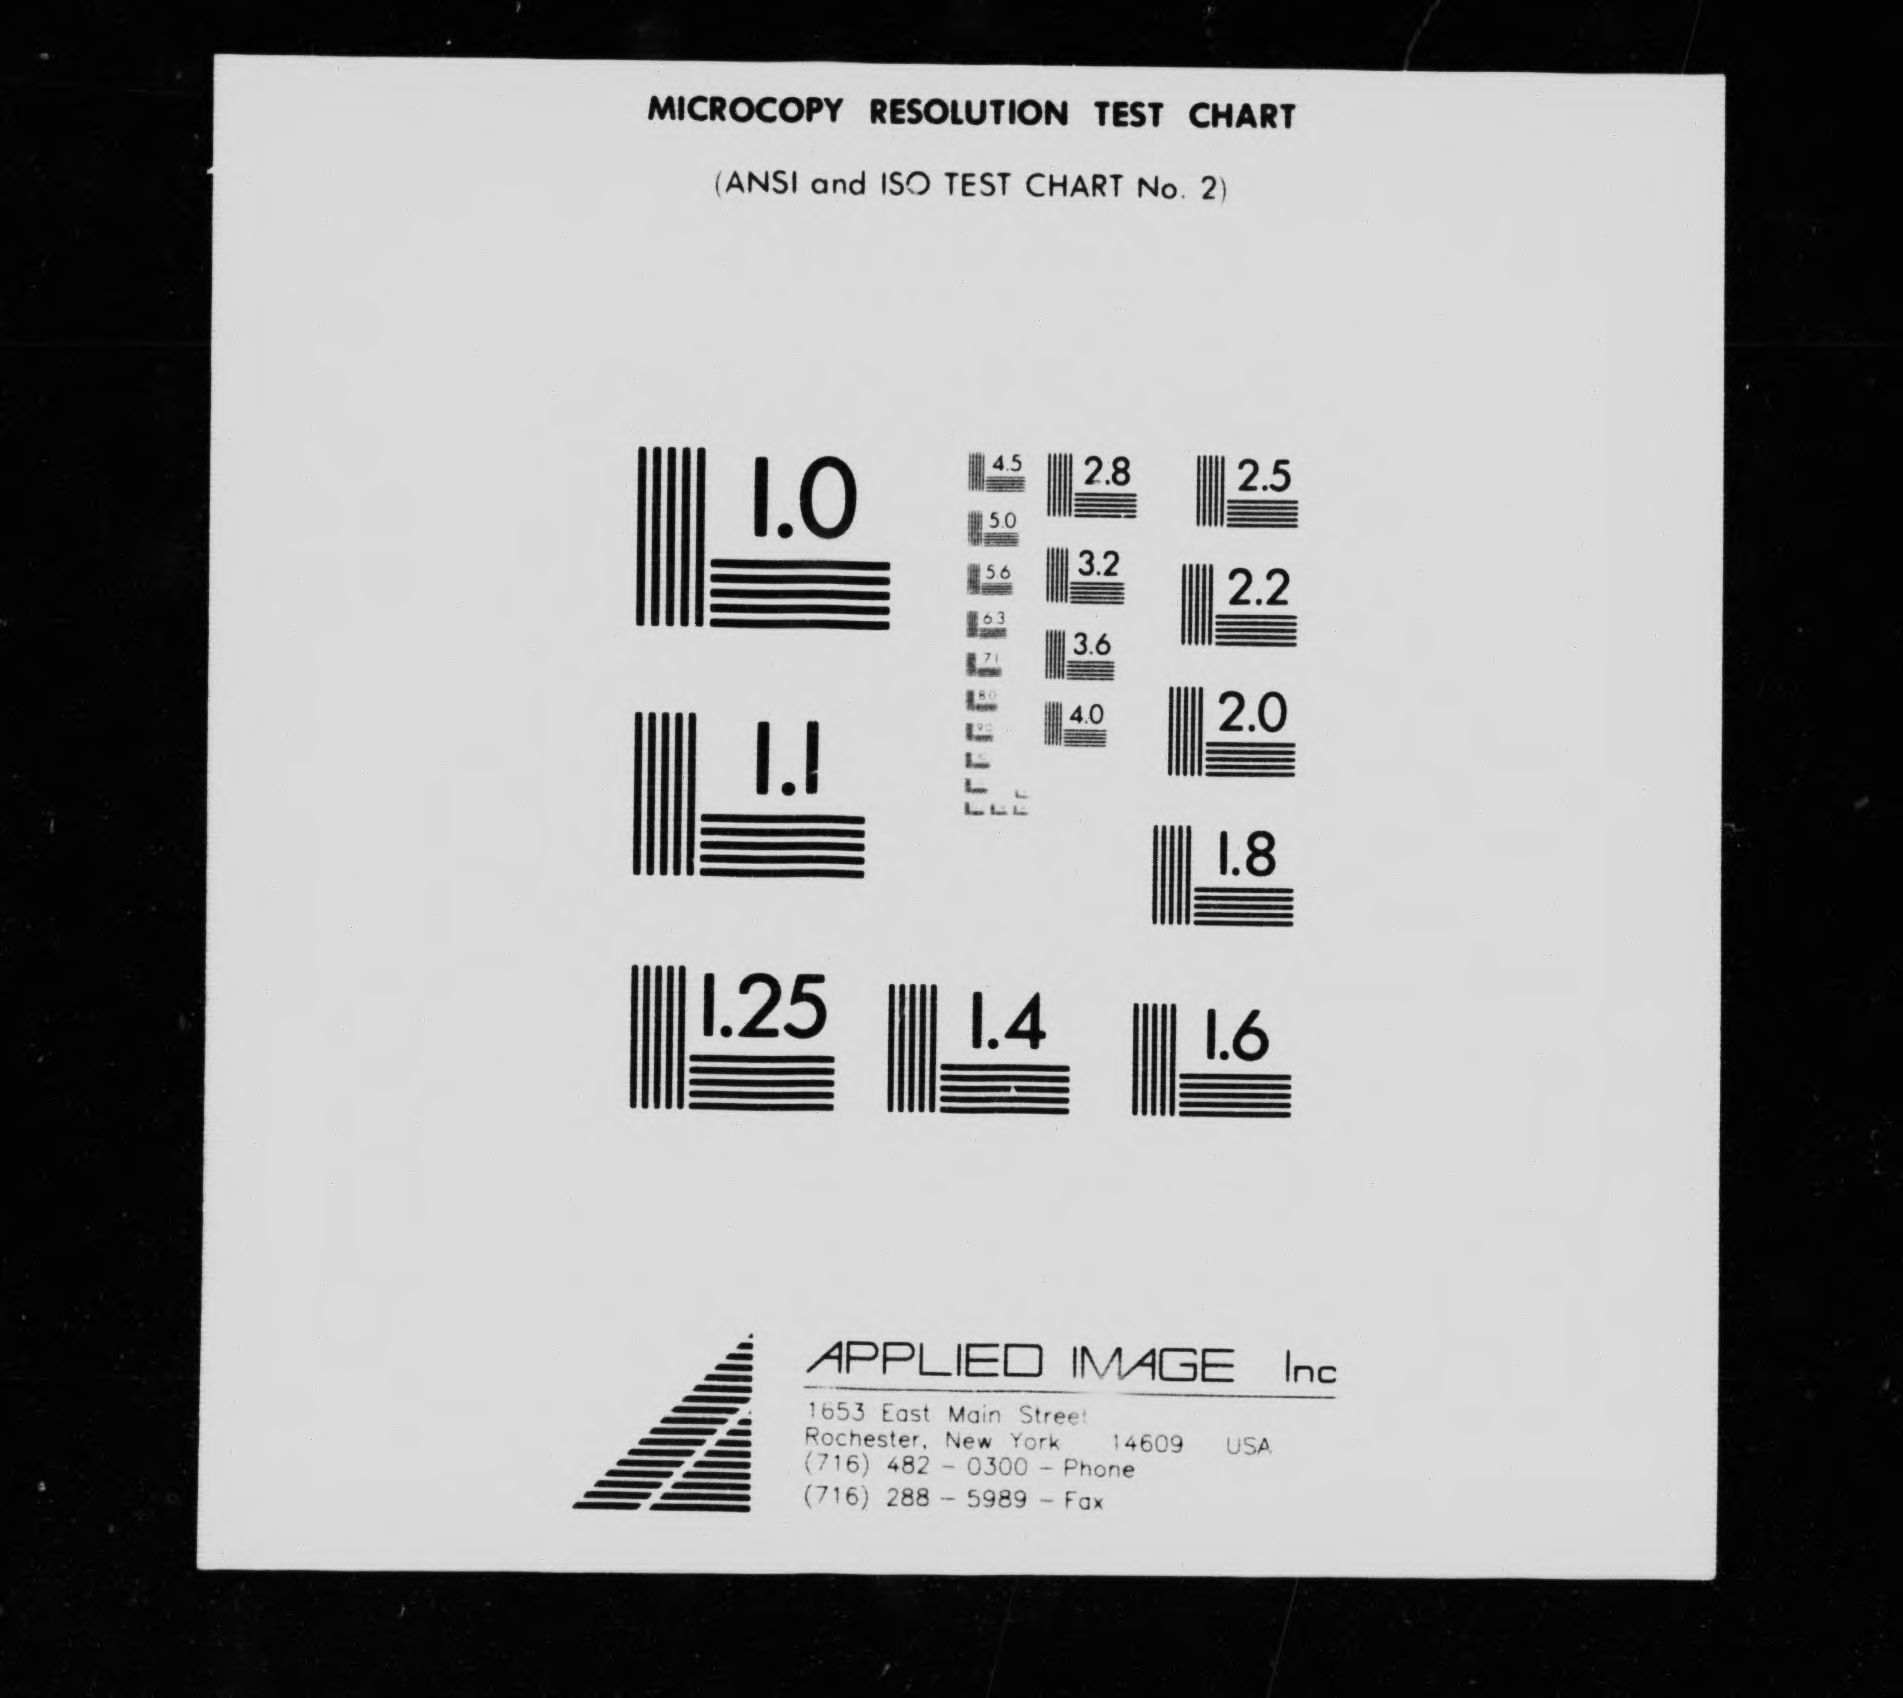 MICROCOPY RESOLUTION TEST CHART
(ANSI and ISO TEST CHART No. 2)
1.0
1.1
1.25
1.4
1.6
1.8
2.0
2.2
2.5
2.8
3.2
3.6
4.0
4.5
5.0
5.6
6.3
7.1
8.0
9.0
APPLIED IMAGE Inc
1653 East Main Street
Rochester, New York 14609 USA
(716) 482 - 0300 - Phone
(716) 288 - 5989 - Fax